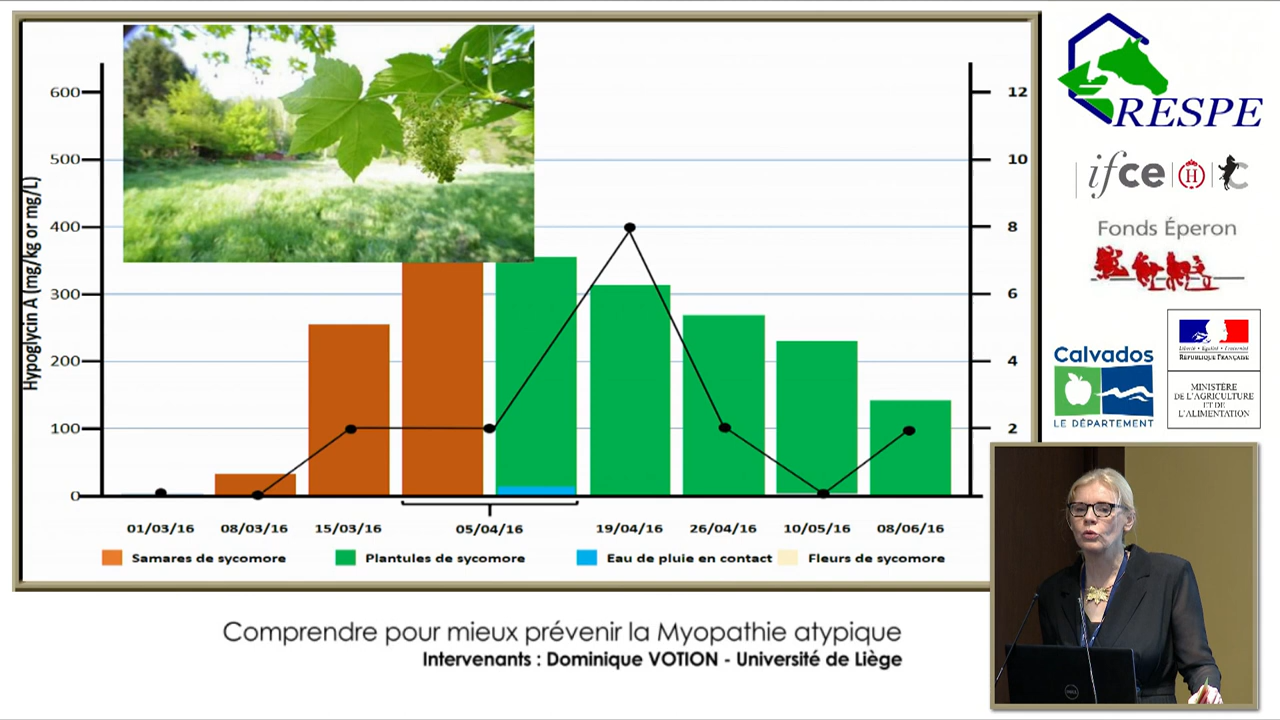 600
500
400
300
200
100
0
Hypoglycin A (mg/kg or mg/L)
12
10
8
6
4
2
01/03/16 08/03/16 15/03/16 05/04/16 19/04/16 26/04/16 10/05/16 08/06/16
Samares de sycomore Plantules de sycomore Eau de pluie en contact Fleurs de sycomore
RESPE
ifce H C
Fonds Éperon
Calvados
LE DÉPARTEMENT
Liberté • Égalité • Fraternité
RÉPUBLIQUE FRANÇAISE
MINISTÈRE
DE L'AGRICULTURE
ET DE
L'ALIMENTATION
DELL
Comprendre pour mieux prévenir la Myopathie atypique
Intervenants : Dominique VOTION - Université de Liège